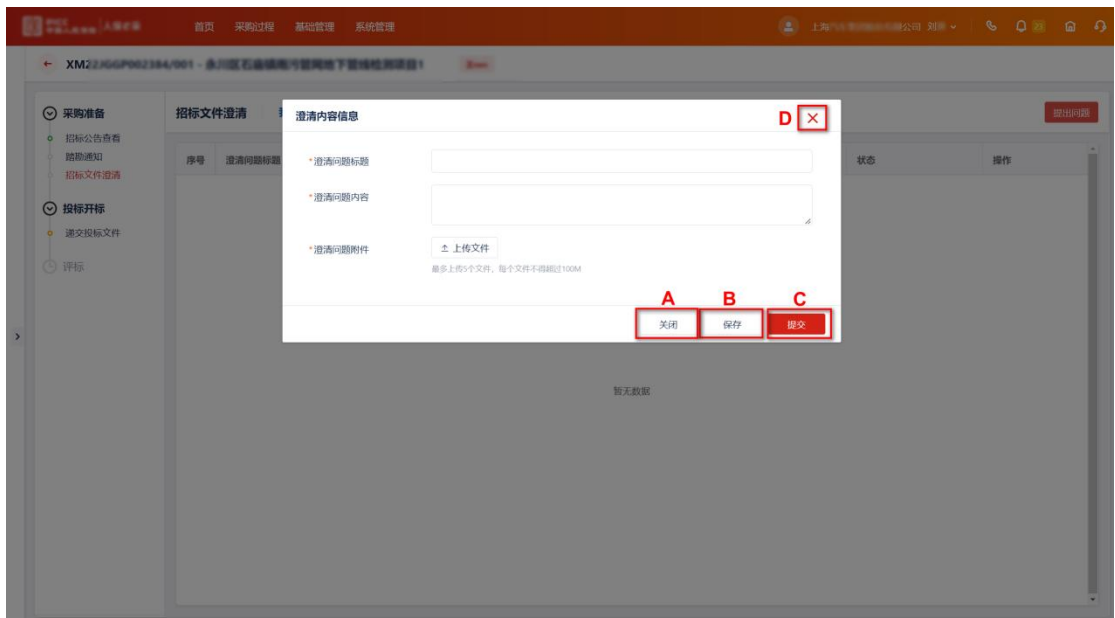 首页 采购过程 基础管理 系统管理
公司 刘
XM22JGGP002384/001 -
采购准备
招标公告查看
踏勘通知
招标文件澄清
投标开标
递交投标文件
评标
招标文件澄清
提出问题
序号 澄清问题标题 状态 操作
澄清内容信息
D
*澄清问题标题
*澄清问题内容
*澄清问题附件
上传文件
最多上传5个文件，每个文件不得超过100M
A B C
关闭 保存 提交
暂无数据